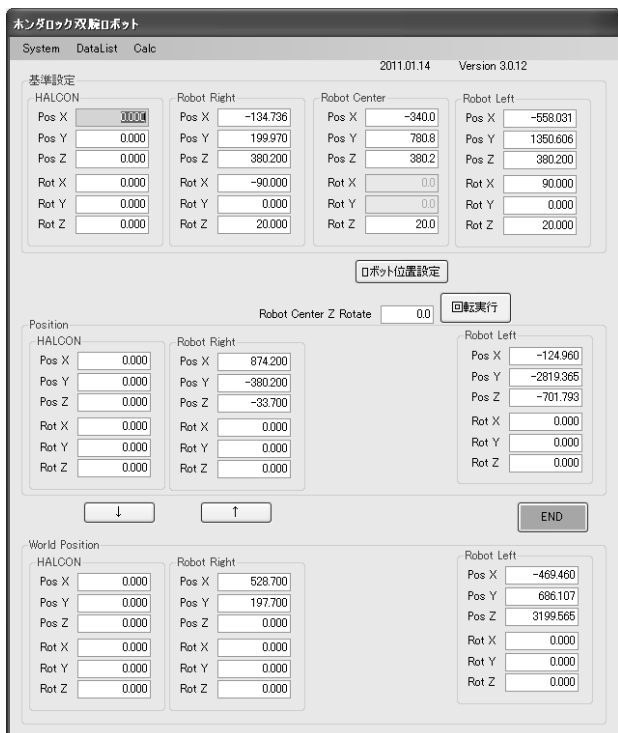 ホンダロック双腕ロボット
System DataList Calc
2011.01.14 Version 3.0.12
基準設定
HALCON Robot Right Robot Center Robot Left
Pos X 0.000 Pos X -134.736 Pos X -340.0 Pos X -558.031
Pos Y 0.000 Pos Y 199.970 Pos Y 780.8 Pos Y 1350.606
Pos Z 0.000 Pos Z 380.200 Pos Z 380.2 Pos Z 380.200
Rot X 0.000 Rot X -90.000 Rot X 0.0 Rot X 90.000
Rot Y 0.000 Rot Y 0.000 Rot Y 0.0 Rot Y 0.000
Rot Z 0.000 Rot Z 20.000 Rot Z 20.0 Rot Z 20.000
ロボット位置設定
Robot Center Z Rotate 0.0 回転実行
Position
HALCON Robot Right Robot Left
Pos X 0.000 Pos X 874.200 Pos X -124.960
Pos Y 0.000 Pos Y -380.200 Pos Y -2819.365
Pos Z 0.000 Pos Z -33.700 Pos Z -701.793
Rot X 0.000 Rot X 0.000 Rot X 0.000
Rot Y 0.000 Rot Y 0.000 Rot Y 0.000
Rot Z 0.000 Rot Z 0.000 Rot Z 0.000
↓ ↑ END
World Position
HALCON Robot Right Robot Left
Pos X 0.000 Pos X 528.700 Pos X -469.460
Pos Y 0.000 Pos Y 197.700 Pos Y 686.107
Pos Z 0.000 Pos Z 0.000 Pos Z 3199.565
Rot X 0.000 Rot X 0.000 Rot X 0.000
Rot Y 0.000 Rot Y 0.000 Rot Y 0.000
Rot Z 0.000 Rot Z 0.000 Rot Z 0.000